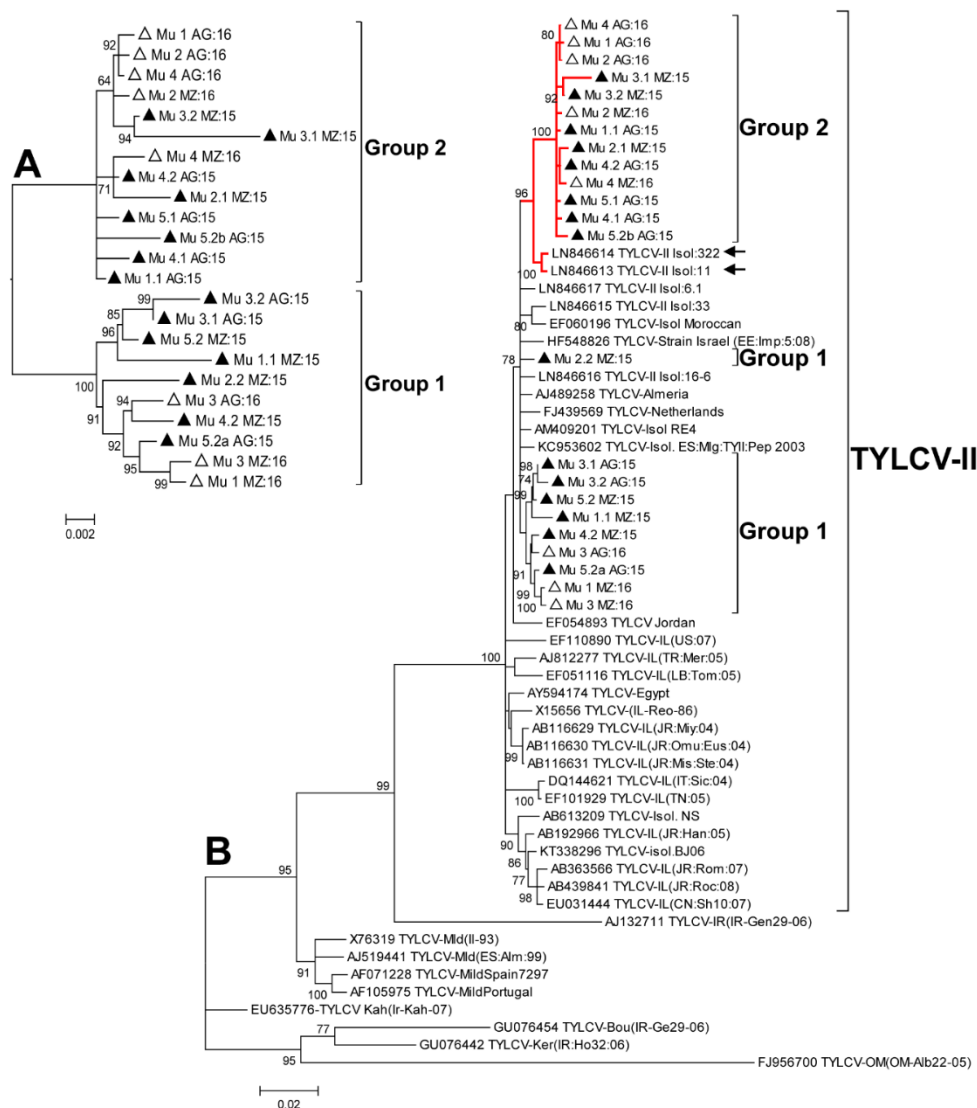 A
92
Mu 1 AG:16
Mu 2 AG:16
Mu 4 AG:16
64
Mu 2 MZ:16
Mu 3.2 MZ:15
94
Mu 3.1 MZ:15
Mu 4 MZ:16
Mu 4.2 AG:15
71
Mu 2.1 MZ:15
Mu 5.1 AG:15
Mu 5.2b AG:15
Mu 4.1 AG:15
Mu 1.1 AG:15
Group 2
99
Mu 3.2 AG:15
85
Mu 3.1 AG:15
96
Mu 5.2 MZ:15
Mu 1.1 MZ:15
100
Mu 2.2 MZ:15
94
Mu 3 AG:16
91
Mu 4.2 MZ:15
92
Mu 5.2a AG:15
95
Mu 3 MZ:16
99
Mu 1 MZ:16
Group 1
0.002
B
80
Mu 4 AG:16
Mu 1 AG:16
Mu 2 AG:16
Mu 3.1 MZ:15
92
Mu 3.2 MZ:15
Mu 2 MZ:16
100
Mu 1.1 AG:15
Mu 2.1 MZ:15
Mu 4.2 AG:15
Mu 4 MZ:16
96
Mu 5.1 AG:15
Mu 4.1 AG:15
Mu 5.2b AG:15
Group 2
LN846614 TYLCV-II Isol:322
100
LN846613 TYLCV-II Isol:11
LN846617 TYLCV-II Isol:6.1
LN846615 TYLCV-II Isol:33
80
EF060196 TYLCV-Isol Moroccan
HF548826 TYLCV-Strain Israel (EE:Imp:5:08)
78
Mu 2.2 MZ:15
Group 1
LN846616 TYLCV-II Isol:16-6
AJ489258 TYLCV-Almeria
FJ439569 TYLCV-Netherlands
AM409201 TYLCV-Isol RE4
KC953602 TYLCV-Isol. ES:Mlg:TYII:Pep 2003
98
Mu 3.1 AG:15
74
Mu 3.2 AG:15
99
Mu 5.2 MZ:15
Mu 1.1 MZ:15
Mu 4.2 MZ:15
Mu 3 AG:16
91
Mu 5.2a AG:15
99
Mu 1 MZ:16
100
Mu 3 MZ:16
Group 1
TYLCV-II
EF054893 TYLCV Jordan
EF110890 TYLCV-IL(US:07)
100
AJ812277 TYLCV-IL(TR:Mer:05)
EF051116 TYLCV-IL(LB:Tom:05)
AY594174 TYLCV-Egypt
X15656 TYLCV-(IL-Reo-86)
AB116629 TYLCV-IL(JR:Miy:04)
AB116630 TYLCV-IL(JR:Omu:Eus:04)
99
AB116631 TYLCV-IL(JR:Mis:Ste:04)
DQ144621 TYLCV-IL(IT:Sic:04)
100
EF101929 TYLCV-IL(TN:05)
AB613209 TYLCV-Isol. NS
90
AB192966 TYLCV-IL(JR:Han:05)
86
KT338296 TYLCV-isol.BJ06
77
AB363566 TYLCV-IL(JR:Rom:07)
AB439841 TYLCV-IL(JR:Roc:08)
98
EU031444 TYLCV-IL(CN:Sh10:07)
99
AJ132711 TYLCV-IR(IR-Gen29-06)
95
X76319 TYLCV-Mld(Il-93)
AJ519441 TYLCV-Mld(ES:Alm:99)
91
AF071228 TYLCV-MildSpain7297
100
AF105975 TYLCV-MildPortugal
EU635776-TYLCV Kah(Ir-Kah-07)
77
GU076454 TYLCV-Bou(IR-Ge29-06)
GU076442 TYLCV-Ker(IR:Ho32:06)
95
FJ956700 TYLCV-OM(OM-Alb22-05)
0.02